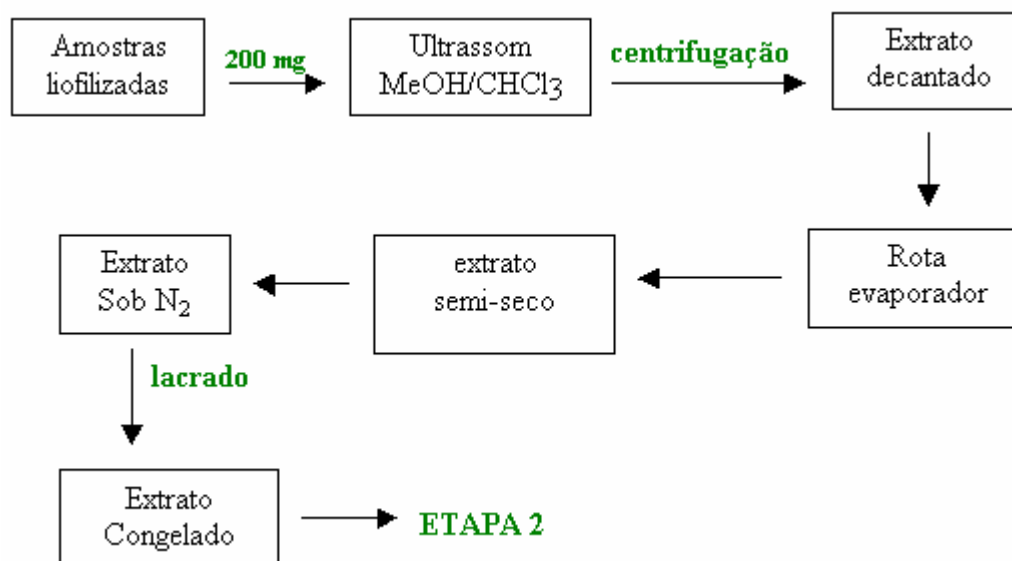 Amostras
liofilizadas
200 mg
Ultrassom
MeOH/CHCl3
centrifugação
Extrato
decantado
Rota
evaporador
extrato
semi-seco
Extrato
Sob N2
lacrado
Extrato
Congelado
ETAPA 2